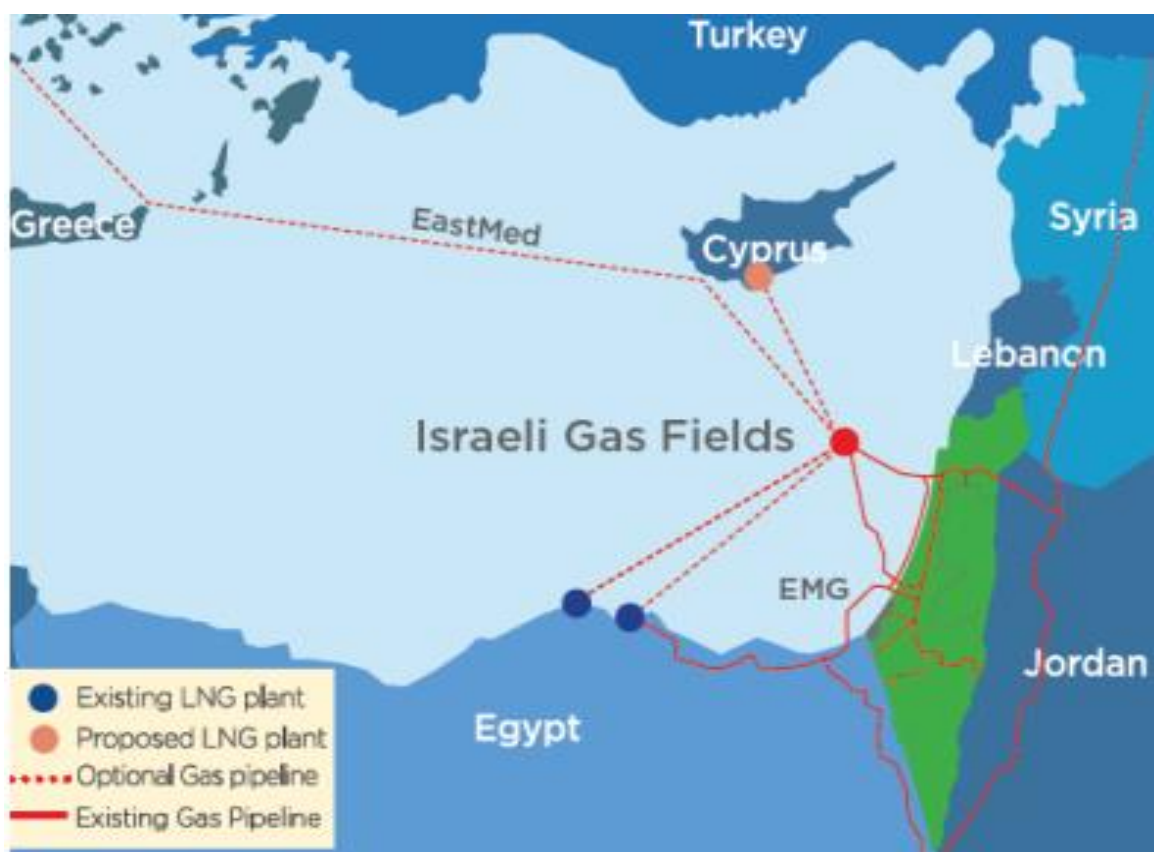 Turkey
Greece
EastMed
Cyprus
Syria
Lebanon
Israeli Gas Fields
EMG
Jordan
Egypt
Existing LNG plant
Proposed LNG plant
Optional Gas pipeline
Existing Gas Pipeline